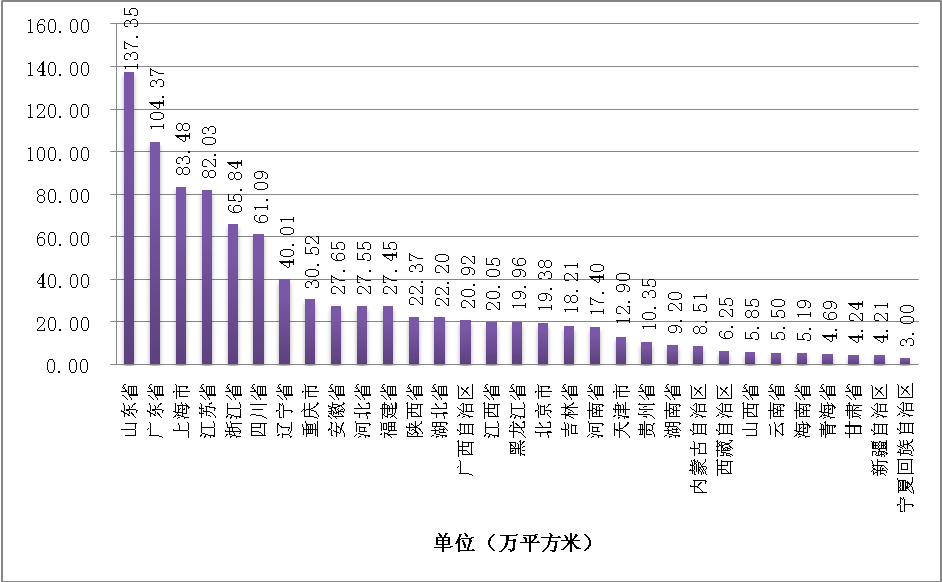 160.00
140.00
120.00
100.00
80.00
60.00
40.00
20.00
0.00
137.35
104.37
83.48
82.03
65.84
61.09
40.01
30.52
27.65
27.55
27.45
22.37
22.20
20.92
20.05
19.96
19.38
18.21
17.40
12.90
10.35
9.20
8.51
6.25
5.85
5.50
5.19
4.69
4.24
4.21
3.00
山东省
广东省
上海市
江苏省
浙江省
四川省
辽宁省
重庆市
安徽省
河北省
福建省
陕西省
湖北省
广西自治区
江西省
黑龙江省
北京市
吉林省
河南省
天津市
贵州省
湖南省
内蒙古自治区
西藏自治区
山西省
云南省
海南省
青海省
甘肃省
新疆自治区
宁夏回族自治区
单位（万平方米）